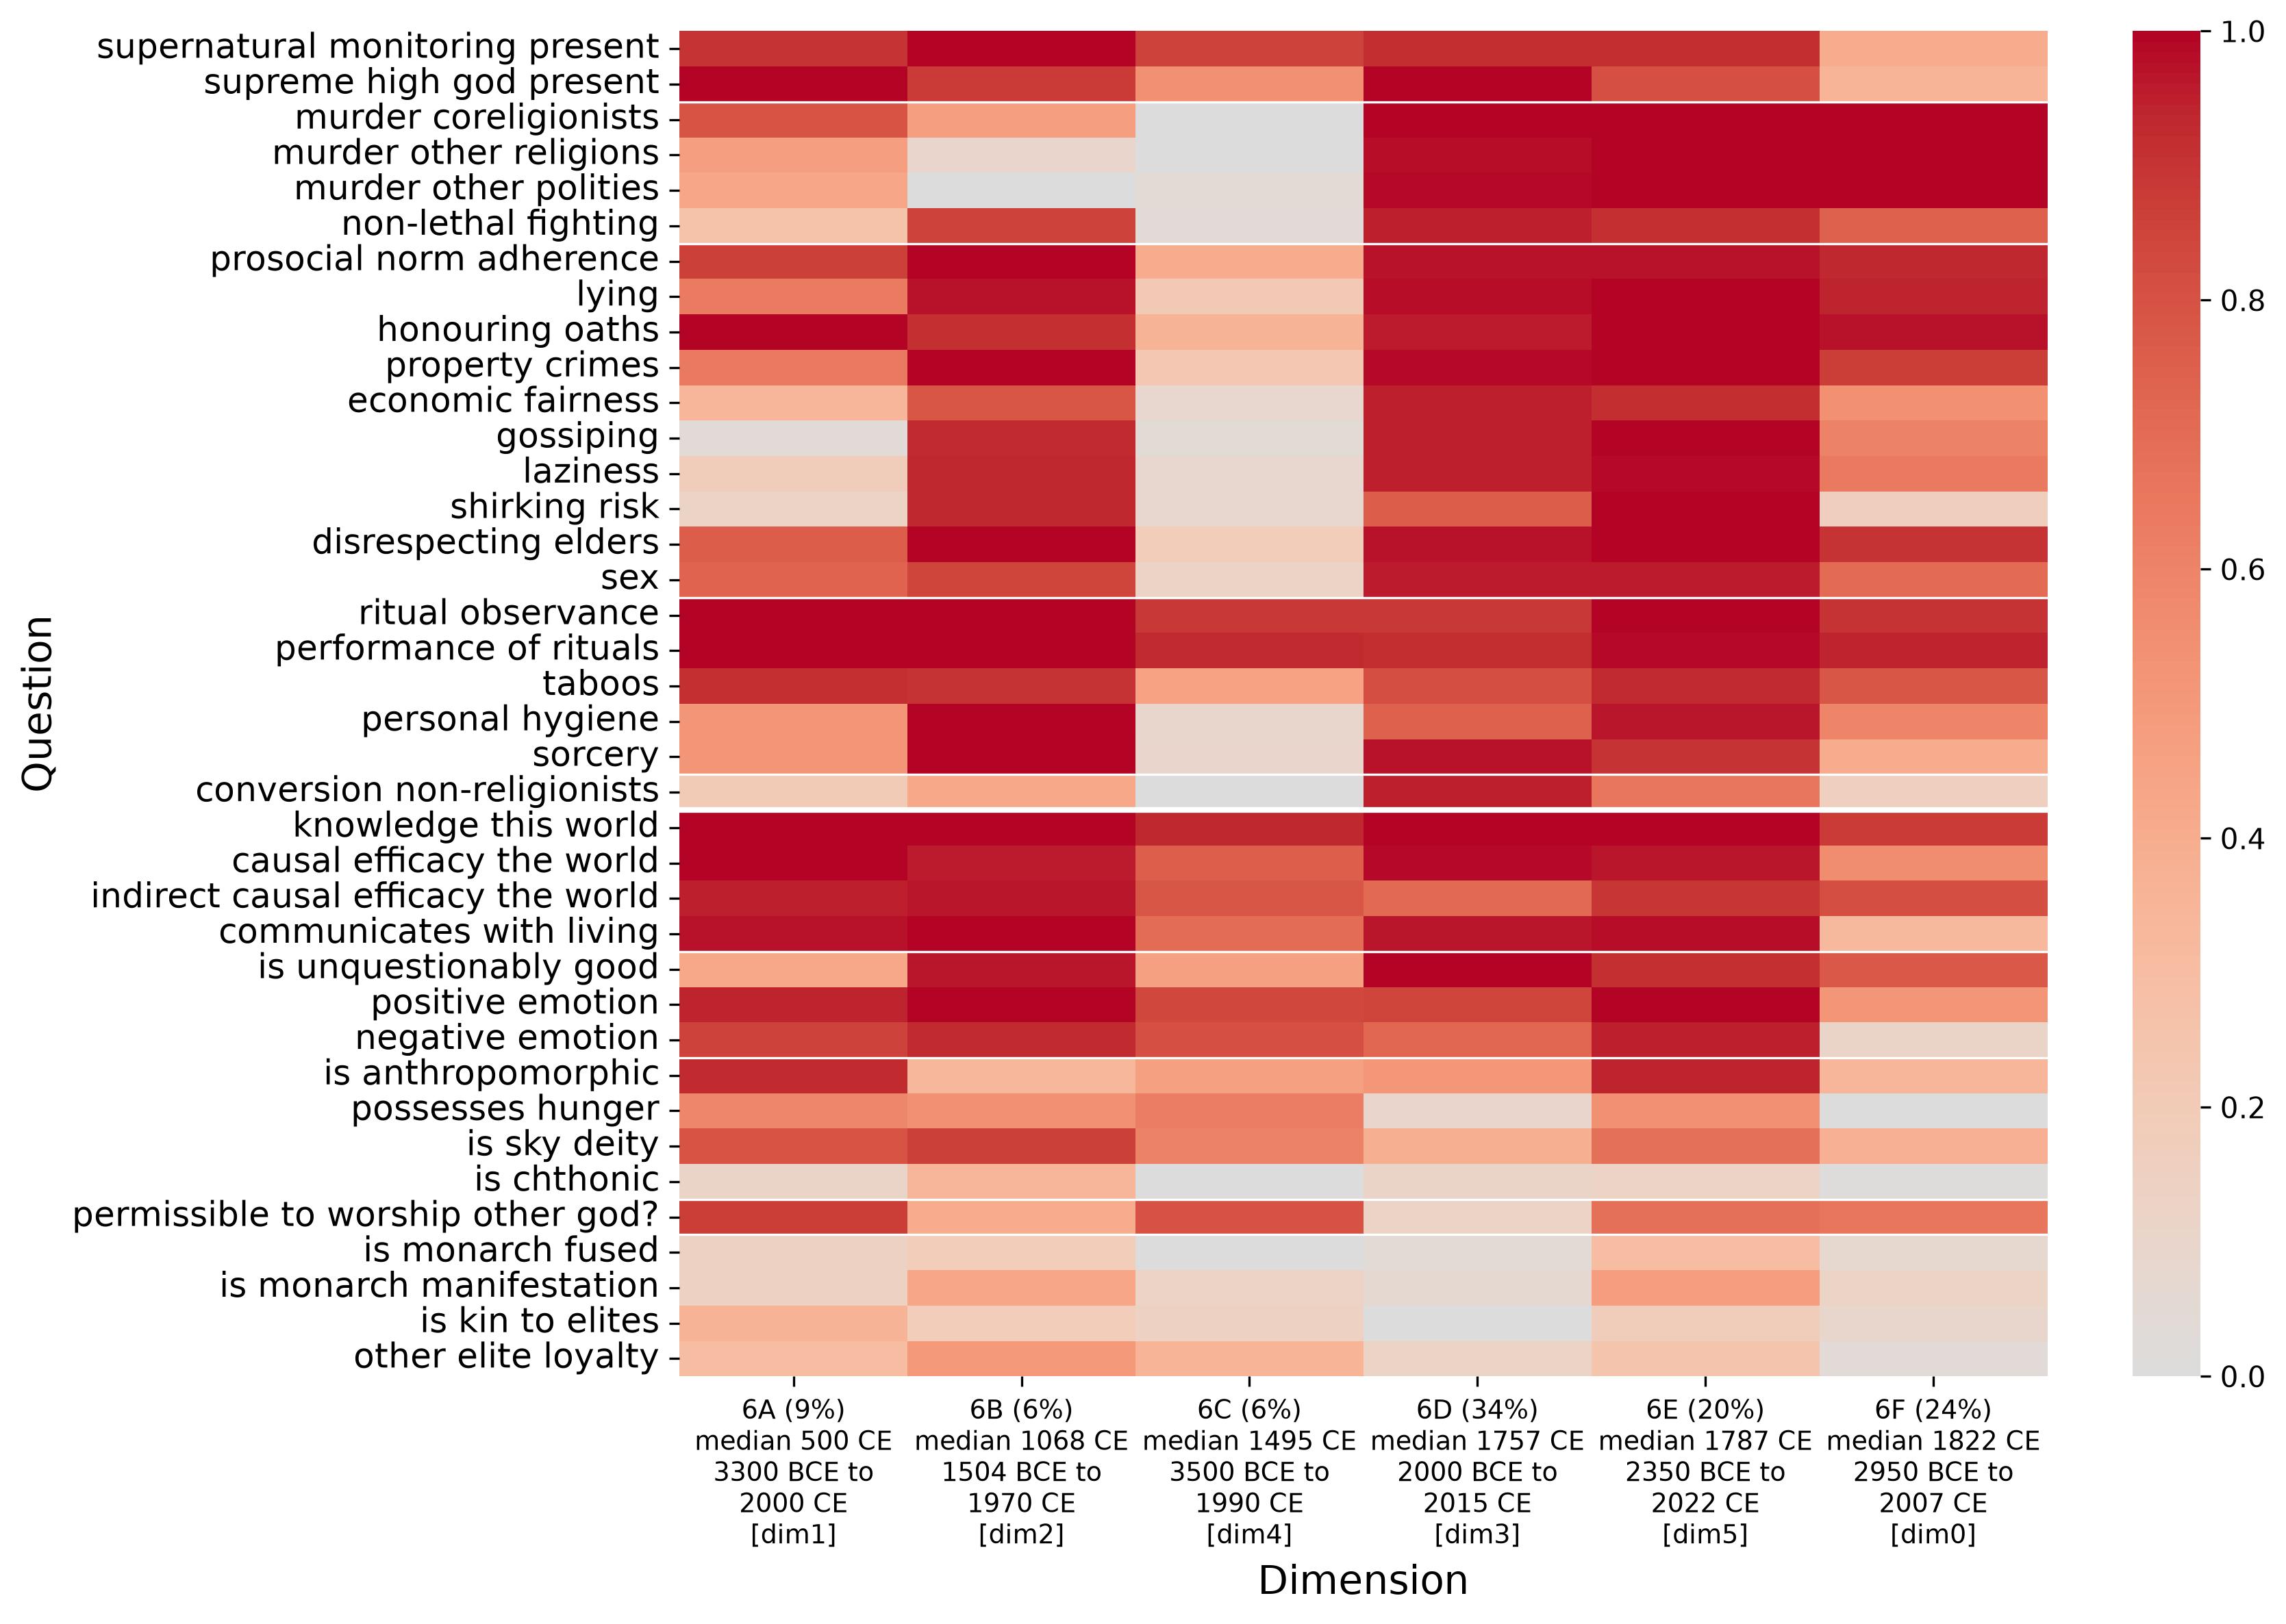 supernatural monitoring present
supreme high god present
murder coreligionists
murder other religions
murder other polities
non-lethal fighting
prosocial norm adherence
lying
honouring oaths
property crimes
economic fairness
gossiping
laziness
shirking risk
disrespecting elders
sex
ritual observance
performance of rituals
taboos
personal hygiene
sorcery
conversion non-religionists
knowledge this world
causal efficacy the world
indirect causal efficacy the world
communicates with living
is unquestionably good
positive emotion
negative emotion
is anthropomorphic
possesses hunger
is sky deity
is chthonic
permissible to worship other god?
is monarch fused
is monarch manifestation
is kin to elites
other elite loyalty
Question
6A (9%)
median 500 CE
3300 BCE to
2000 CE
[dim1]
6B (6%)
median 1068 CE
1504 BCE to
1970 CE
[dim2]
6C (6%)
median 1495 CE
3500 BCE to
1990 CE
[dim4]
6D (34%)
median 1757 CE
2000 BCE to
2015 CE
[dim3]
6E (20%)
median 1787 CE
2350 BCE to
2022 CE
[dim5]
6F (24%)
median 1822 CE
2950 BCE to
2007 CE
[dim0]
Dimension
1.0
0.8
0.6
0.4
0.2
0.0